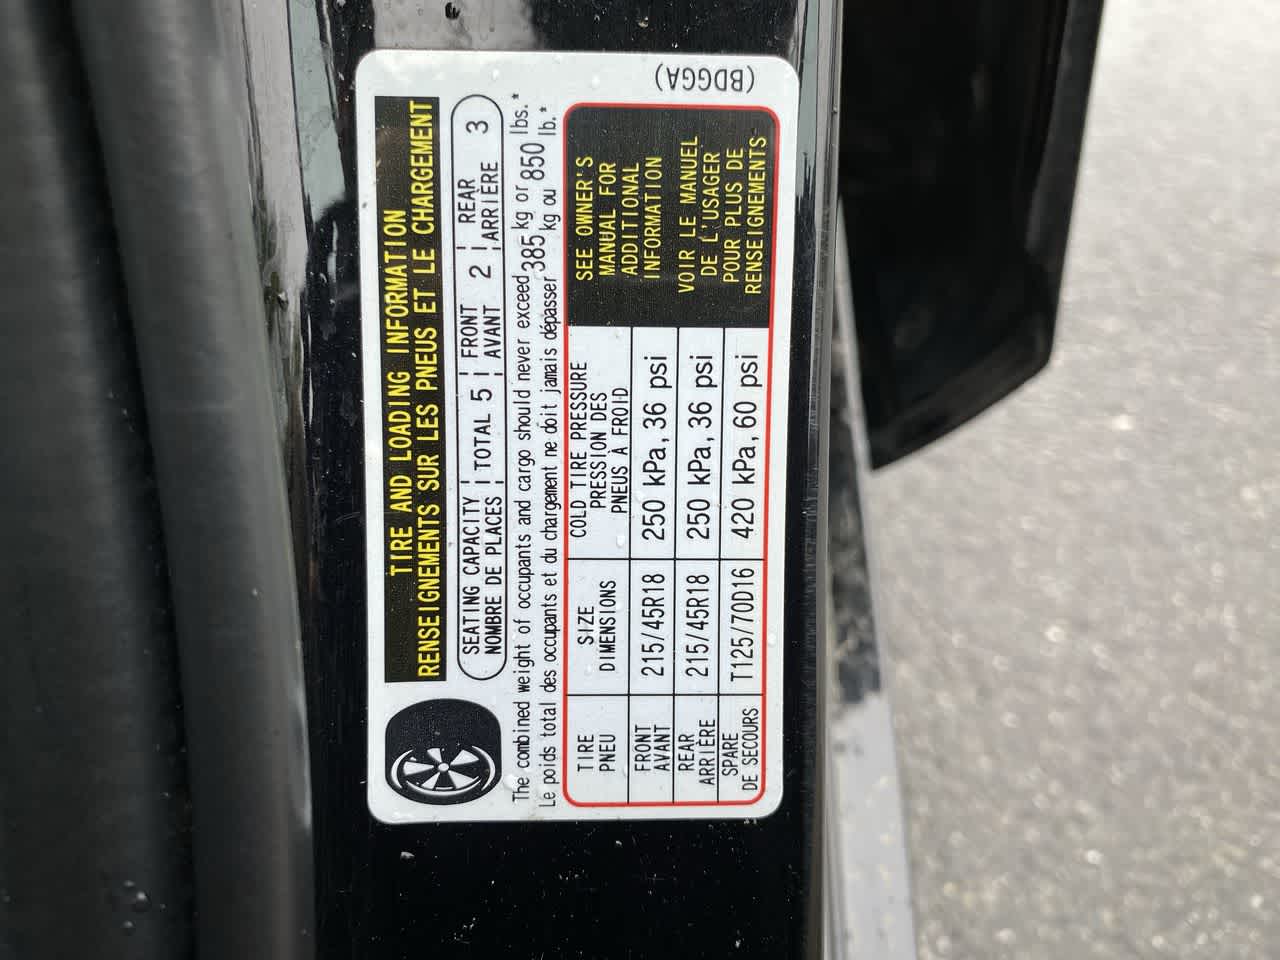 TIRE AND LOADING INFORMATION
RENSEIGNEMENTS SUR LES PNEUS ET LE CHARGEMENT
SEATING CAPACITY | TOTAL 5 | FRONT 2 | REAR 3
NOMBRE DE PLACES | AVANT | ARRIÈRE
The combined weight of occupants and cargo should never exceed 385 kg or 850 lbs.*
Le poids total des occupants et du chargement ne doit jamais dépasser kg ou lb.*
TIRE SIZE COLD TIRE PRESSURE
PNEU DIMENSIONS PRESSION DES
PNEUS À FROID
FRONT 215/45R18 250 kPa, 36 psi
AVANT
REAR 215/45R18 250 kPa, 36 psi
ARRIÈRE
SPARE T125/70D16 420 kPa, 60 psi
DE SECOURS
SEE OWNER'S
MANUAL FOR
ADDITIONAL
INFORMATION
VOIR LE MANUEL
DE L'USAGER
POUR PLUS DE
RENSEIGNEMENTS
(BDGGA)